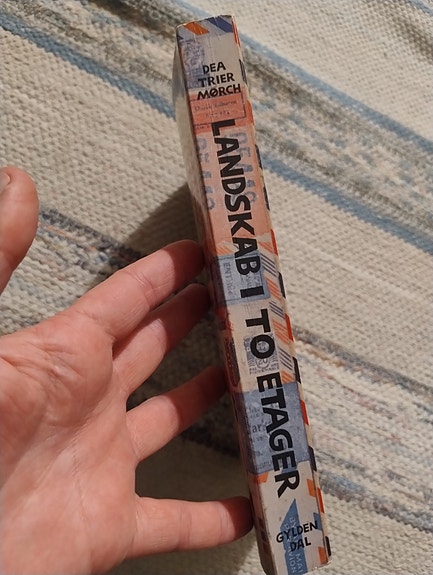 DEA
TRIER
MØRCH
LANDSKAB I TO ETAGER
GYLDEN
DAL